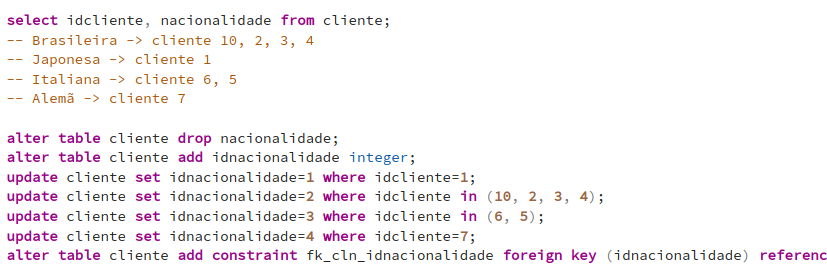 select idcliente, nacionalidade from cliente;
-- Brasileira -> cliente 10, 2, 3, 4
-- Japonesa -> cliente 1
-- Italiana -> cliente 6, 5
-- Alemã -> cliente 7
alter table cliente drop nacionalidade;
alter table cliente add idnacionalidade integer;
update cliente set idnacionalidade=1 where idcliente=1;
update cliente set idnacionalidade=2 where idcliente in (10, 2, 3, 4);
update cliente set idnacionalidade=3 where idcliente in (6, 5);
update cliente set idnacionalidade=4 where idcliente=7;
alter table cliente add constraint fk_cln_idnacionalidade foreign key (idnacionalidade) referenc